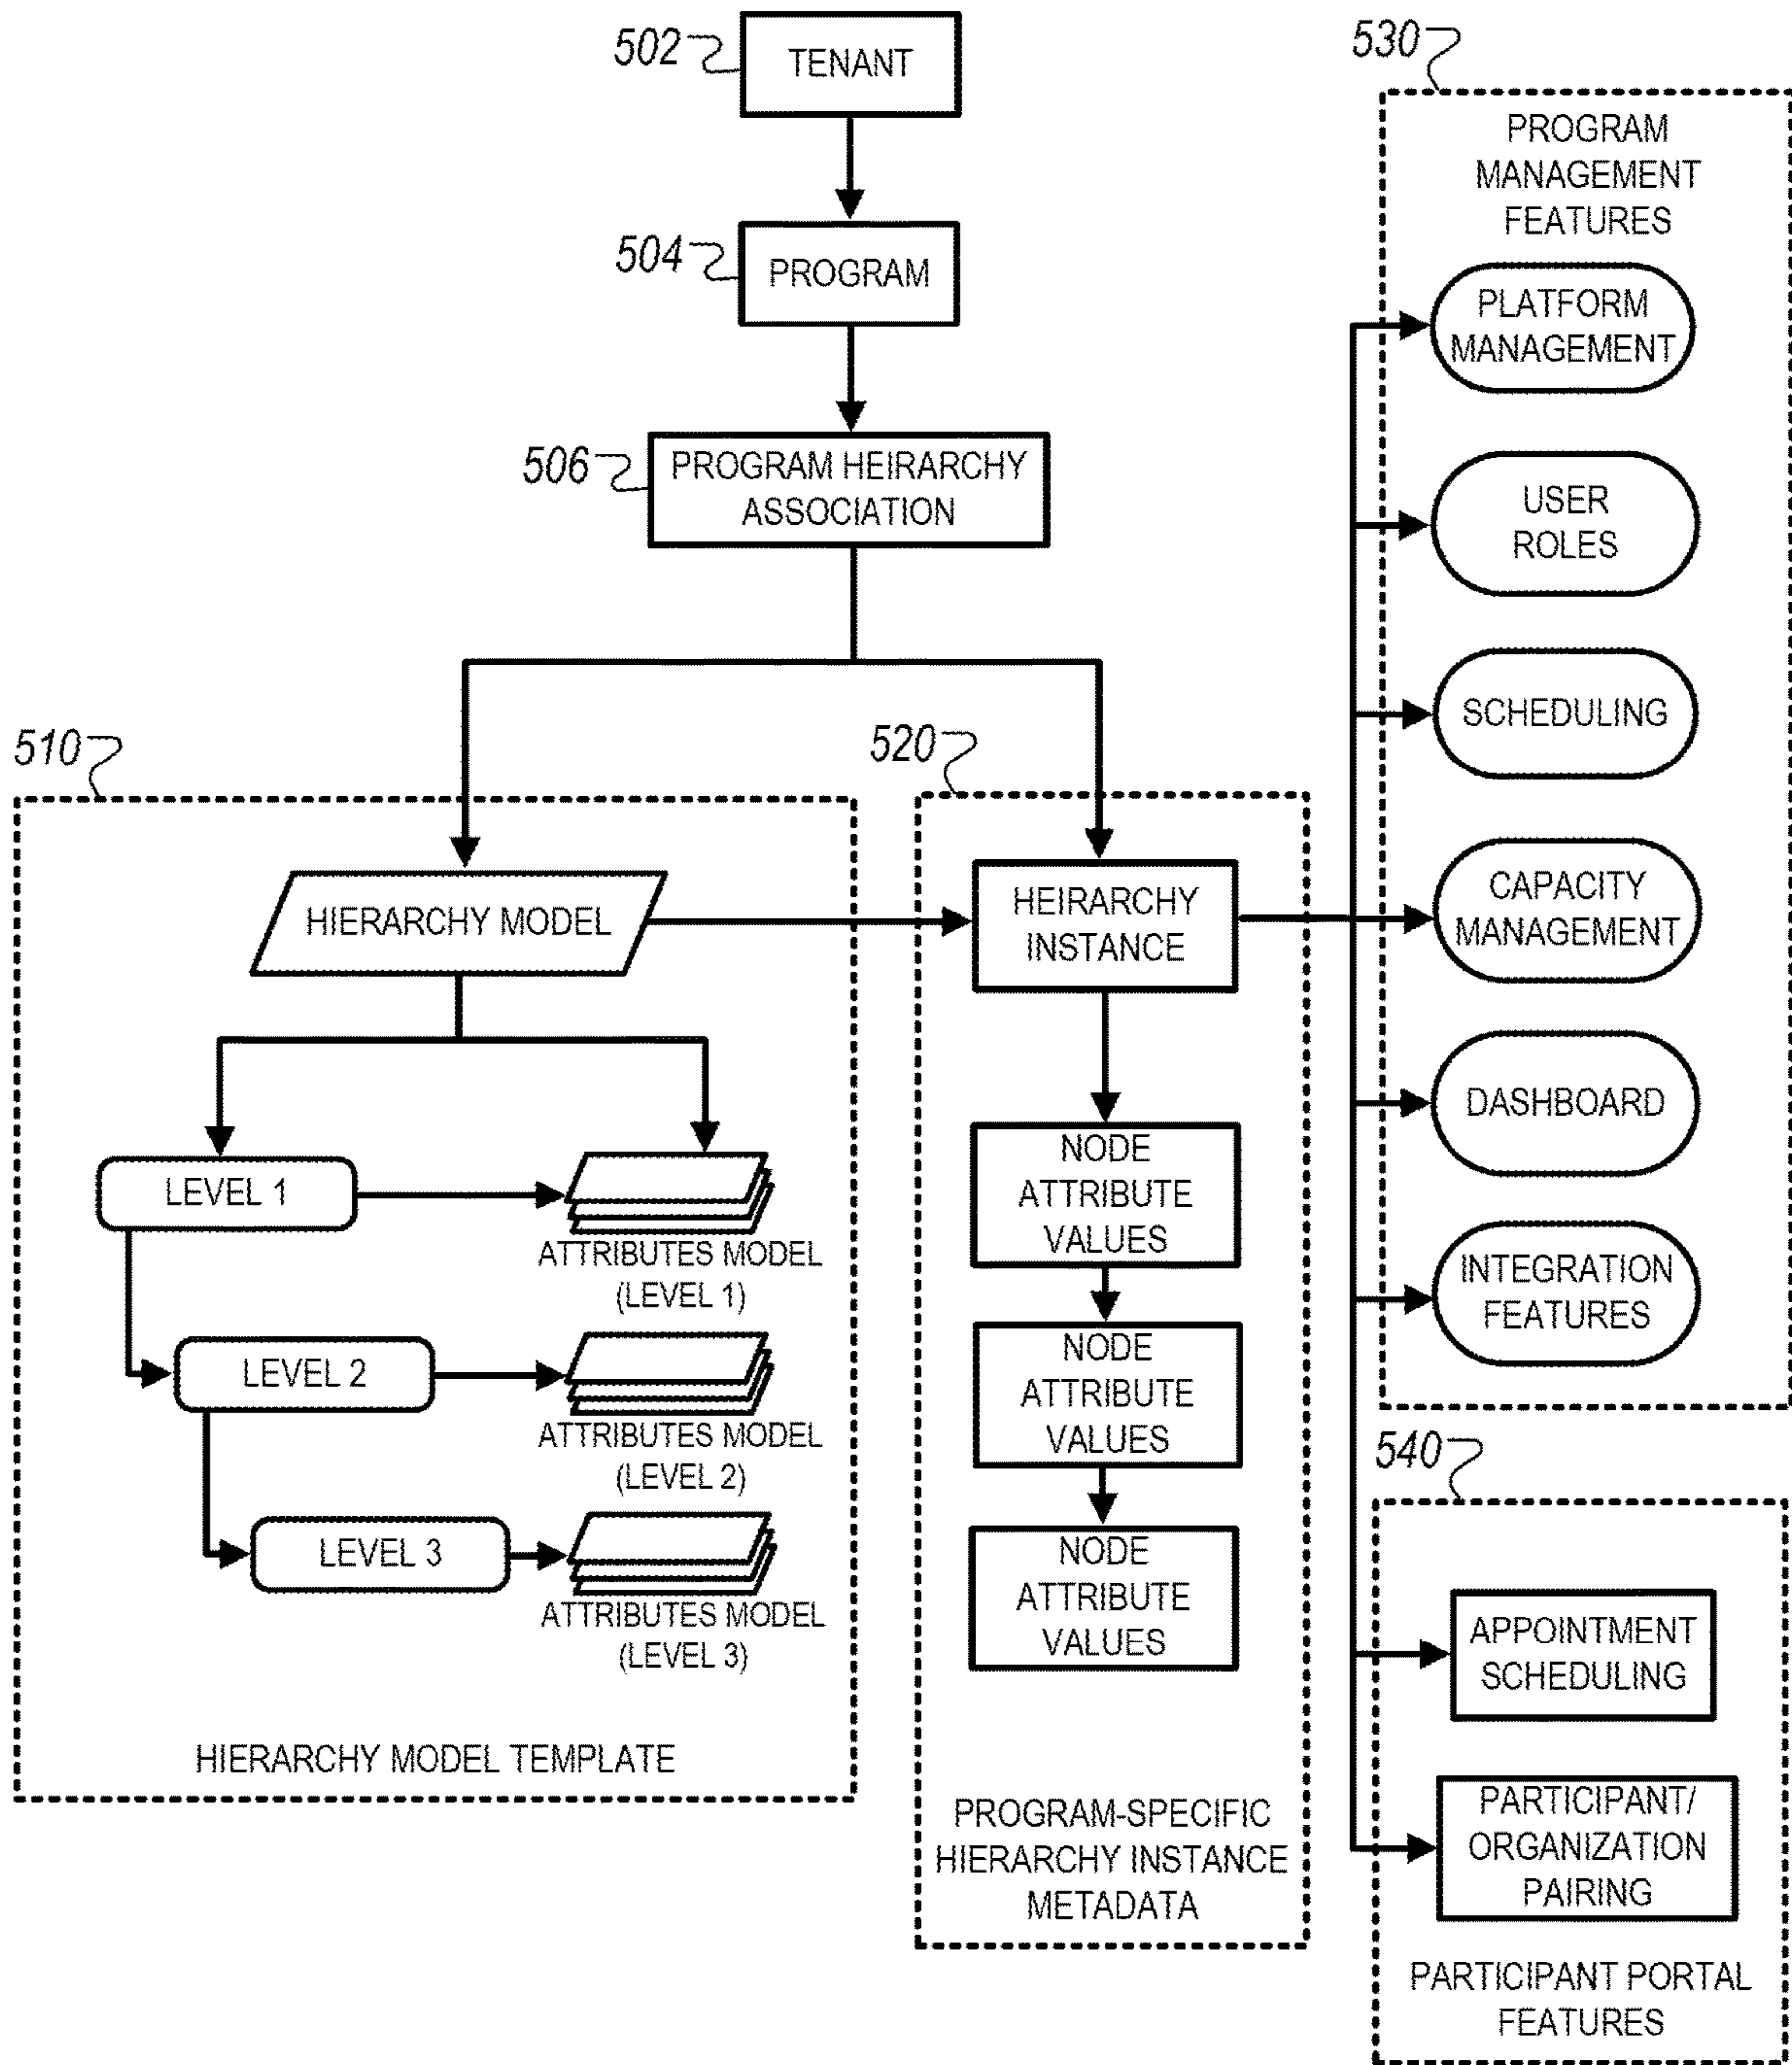 502
TENANT
504
PROGRAM
506
PROGRAM HEIRARCHY
ASSOCIATION
510
HIERARCHY MODEL
LEVEL 1
ATTRIBUTES MODEL
(LEVEL 1)
LEVEL 2
ATTRIBUTES MODEL
(LEVEL 2)
LEVEL 3
ATTRIBUTES MODEL
(LEVEL 3)
HIERARCHY MODEL TEMPLATE
520
HEIRARCHY
INSTANCE
NODE
ATTRIBUTE
VALUES
NODE
ATTRIBUTE
VALUES
NODE
ATTRIBUTE
VALUES
PROGRAM-SPECIFIC
HIERARCHY INSTANCE
METADATA
530
PROGRAM
MANAGEMENT
FEATURES
PLATFORM
MANAGEMENT
USER
ROLES
SCHEDULING
CAPACITY
MANAGEMENT
DASHBOARD
INTEGRATION
FEATURES
540
APPOINTMENT
SCHEDULING
PARTICIPANT/
ORGANIZATION
PAIRING
PARTICIPANT PORTAL
FEATURES